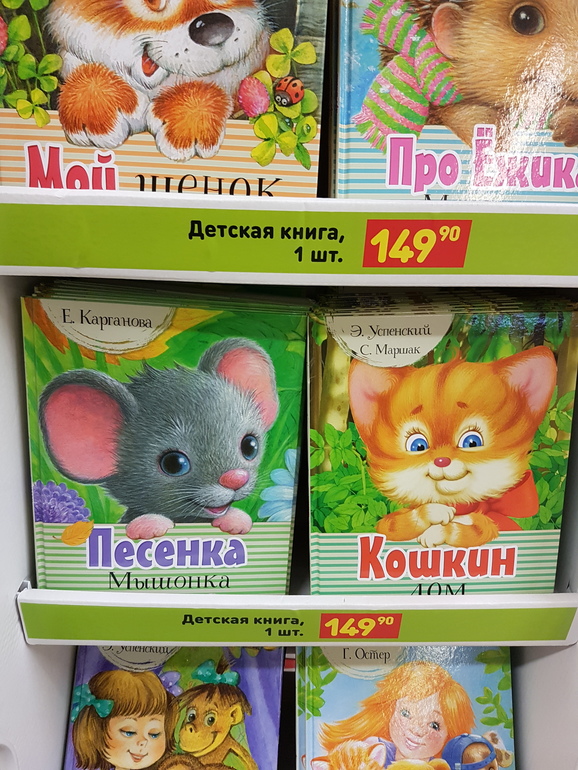 Мой щенок
Про Ёжика
Детская книга,
1 шт.
149 90
Е. Карганова
Э. Успенский
С. Маршак
Песенка
Мышонка
Кошкин
дом
Детская книга,
1 шт.
149 90
Э. Успенский
Г. Остер